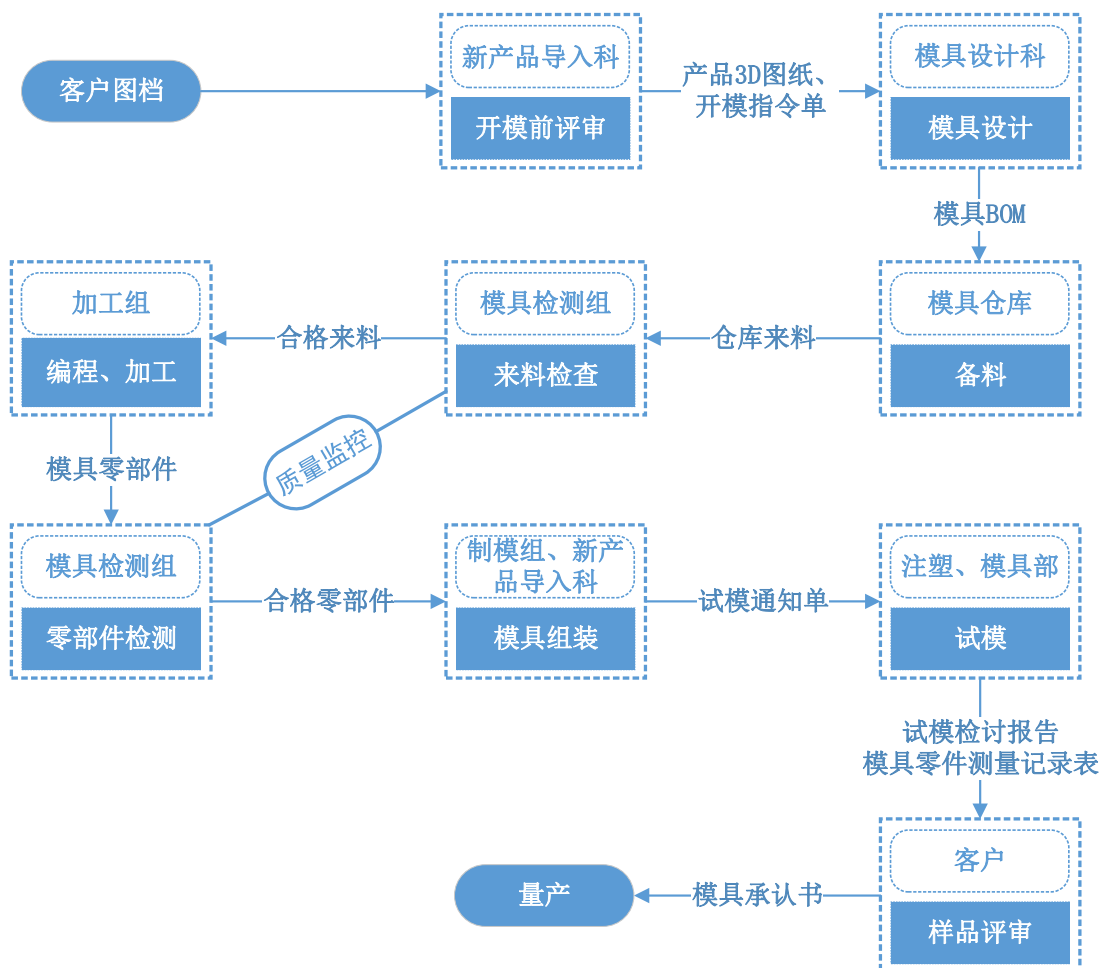 客户图档
新产品导入科
开模前评审
产品3D图纸、
开模指令单
模具设计科
模具设计
模具BOM
模具仓库
备料
仓库来料
模具检测组
来料检查
合格来料
加工组
编程、加工
质量监控
模具零部件
模具检测组
零部件检测
合格零部件
制模组、新产
品导入科
模具组装
试模通知单
注塑、模具部
试模
试模检讨报告
模具零件测量记录表
客户
样品评审
模具承认书
量产